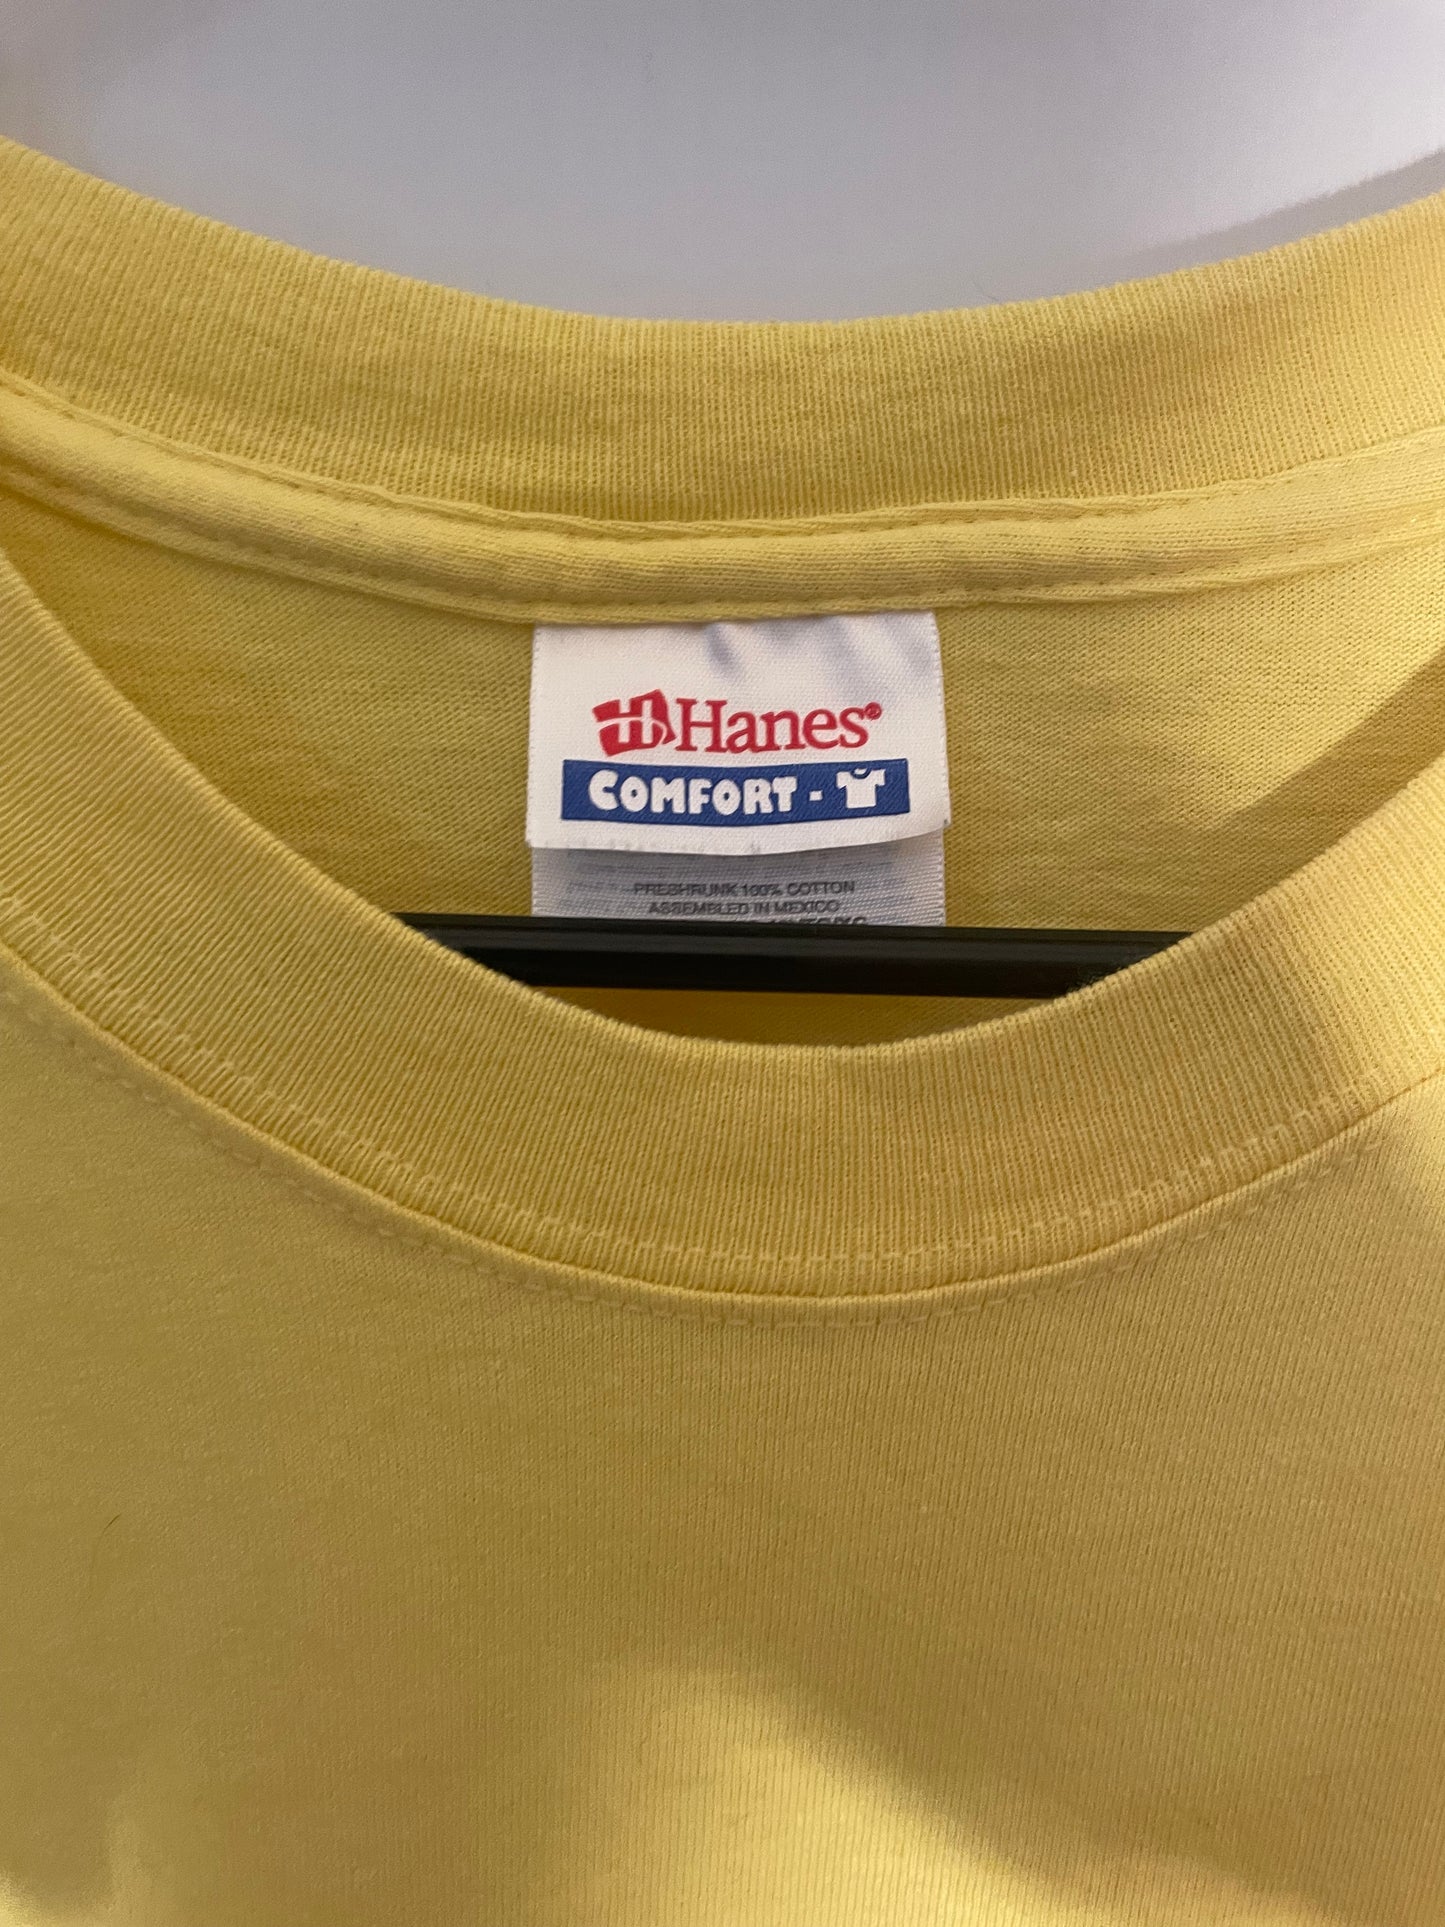 Hanes®
COMFORT-
PRESHRUNK 100% COTTON
ASSEMBLED IN MEXICO